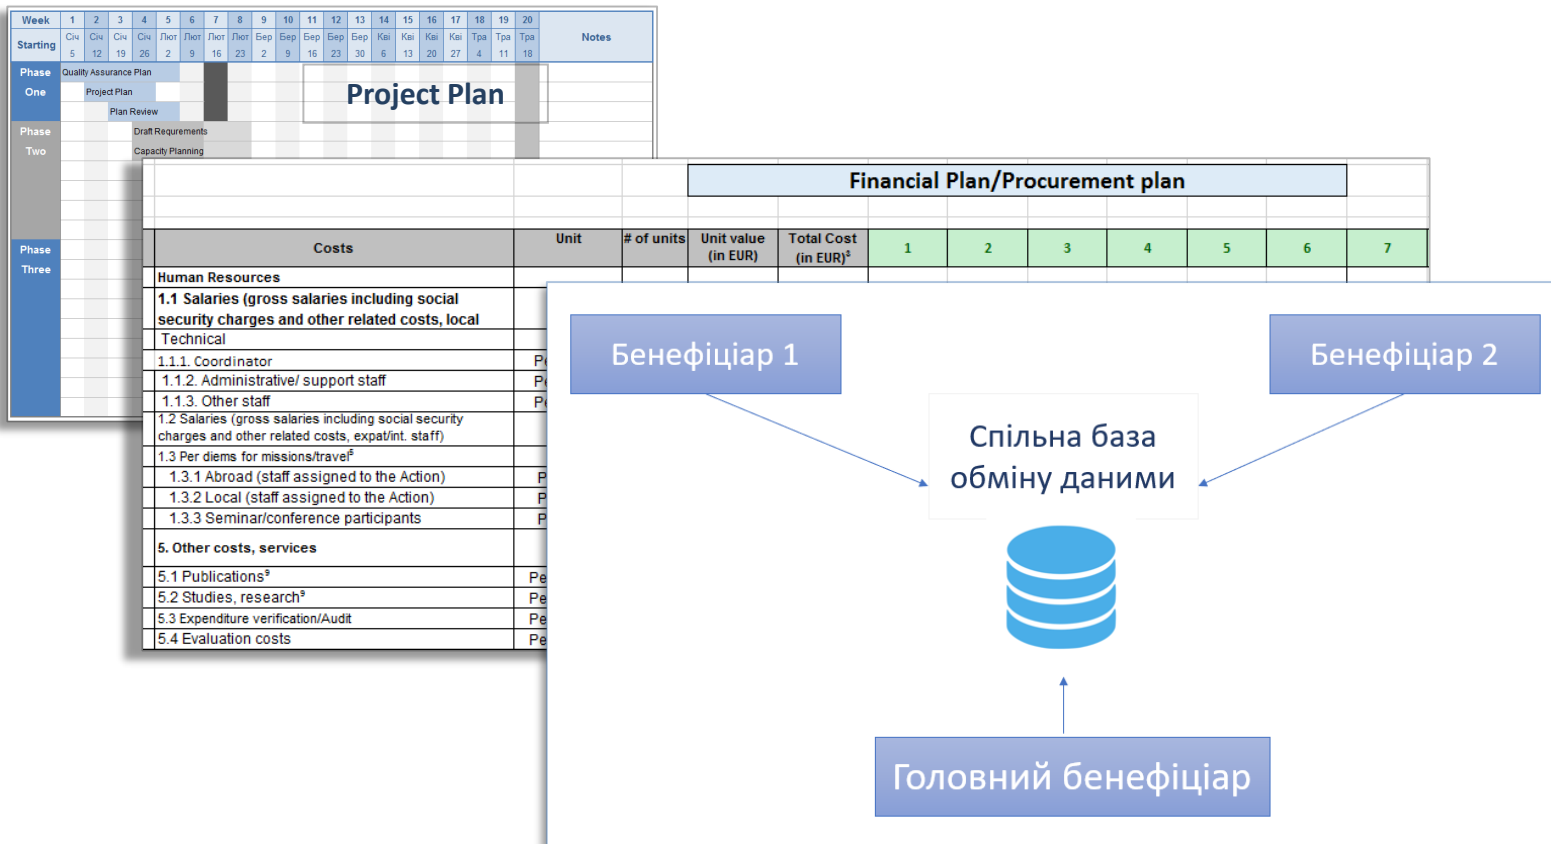 Week 1 2 3 4 5 6 7 8 9 10 11 12 13 14 15 16 17 18 19 20
Starting Січ Січ Січ Січ Лют Лют Лют Лют Бер Бер Бер Бер Бер Кві Кві Кві Кві Тра Тра Тра Notes
5 12 19 26 2 9 16 23 2 9 16 23 30 6 13 20 27 4 11 18
Phase Quality Assurance Plan
One Project Plan
Plan Review
Project Plan
Phase Draft Requrements
Two Capacity Planning
Phase
Three
Financial Plan/Procurement plan
Costs Unit # of units Unit value (in EUR) Total Cost (in EUR)³ 1 2 3 4 5 6 7
Human Resources
1.1 Salaries (gross salaries including social
security charges and other related costs, local
Technical
1.1.1. Coordinator
1.1.2. Administrative/ support staff
1.1.3. Other staff
1.2 Salaries (gross salaries including social security
charges and other related costs, expat/int. staff)
1.3 Per diems for missions/travel⁵
1.3.1 Abroad (staff assigned to the Action)
1.3.2 Local (staff assigned to the Action)
1.3.3 Seminar/conference participants
5. Other costs, services
5.1 Publications⁹
5.2 Studies, research⁹
5.3 Expenditure verification/Audit
5.4 Evaluation costs
Бенефіціар 1
Бенефіціар 2
Спільна база
обміну даними
Головний бенефіціар